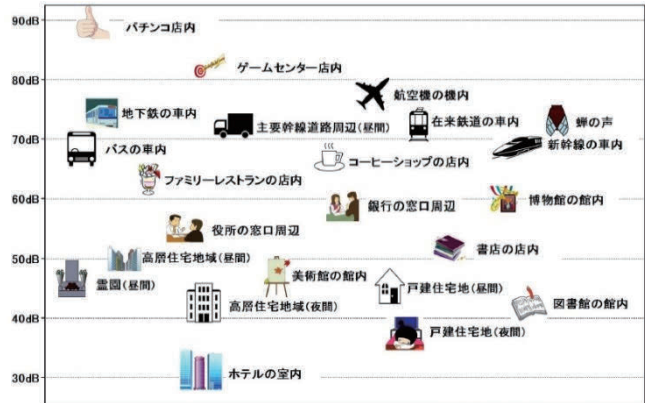 90dB
パチンコ店内
ゲームセンター店内
80dB
航空機の機内
地下鉄の車内
主要幹線道路周辺(昼間)
在来鉄道の車内
蝉の声
70dB
バスの車内
コーヒーショップの店内
新幹線の車内
ファミリーレストランの店内
60dB
銀行の窓口周辺
博物館の館内
役所の窓口周辺
書店の店内
50dB
高層住宅地域(昼間)
美術館の館内
霊園(昼間)
戸建住宅地(昼間)
高層住宅地域(夜間)
図書館の館内
40dB
戸建住宅地(夜間)
ホテルの室内
30dB